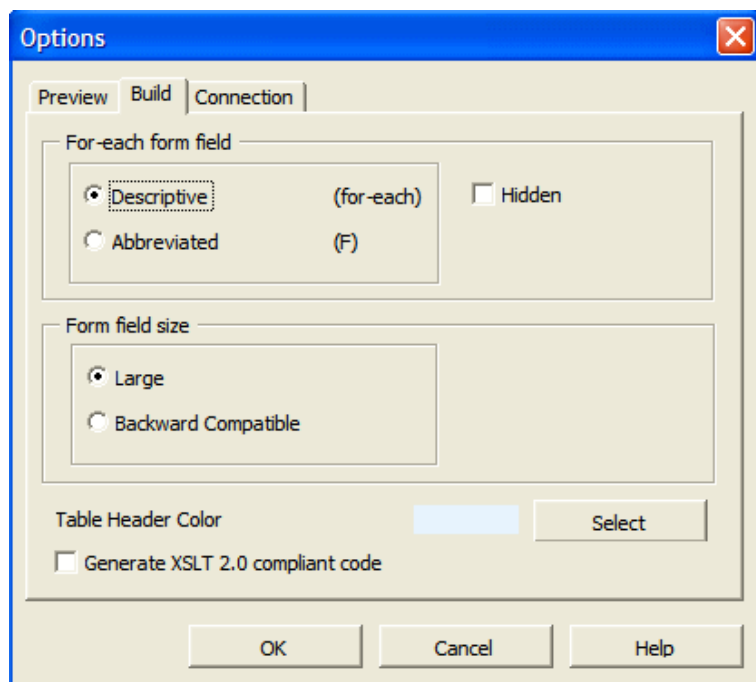 Options
Preview Build Connection
For-each form field
Descriptive (for-each) Hidden
Abbreviated (F)
Form field size
Large
Backward Compatible
Table Header Color Select
Generate XSLT 2.0 compliant code
OK Cancel Help